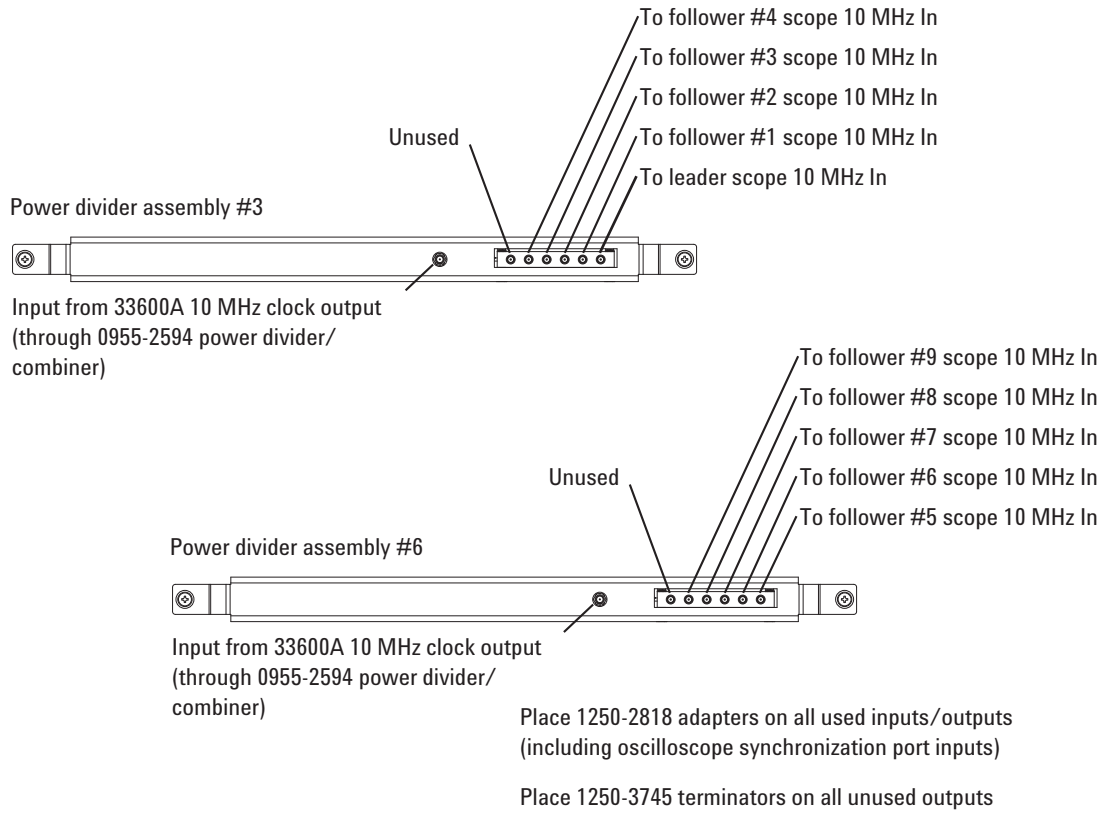 To follower #4 scope 10 MHz In
To follower #3 scope 10 MHz In
To follower #2 scope 10 MHz In
Unused
To follower #1 scope 10 MHz In
To leader scope 10 MHz In
Power divider assembly #3
Input from 33600A 10 MHz clock output
(through 0955-2594 power divider/
combiner)
To follower #9 scope 10 MHz In
To follower #8 scope 10 MHz In
To follower #7 scope 10 MHz In
Unused
To follower #6 scope 10 MHz In
To follower #5 scope 10 MHz In
Power divider assembly #6
Input from 33600A 10 MHz clock output
(through 0955-2594 power divider/
combiner)
Place 1250-2818 adapters on all used inputs/outputs
(including oscilloscope synchronization port inputs)
Place 1250-3745 terminators on all unused outputs